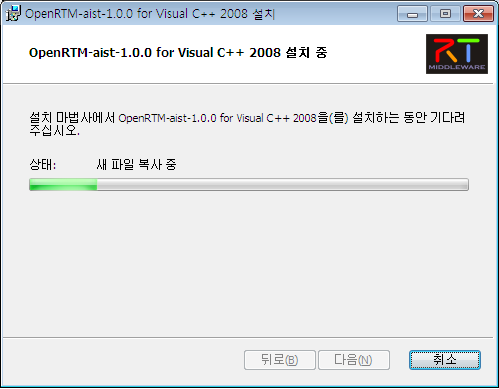 OpenRTM-aist-1.0.0 for Visual C++ 2008 설치
OpenRTM-aist-1.0.0 for Visual C++ 2008 설치 중
RT
MIDDLEWARE
설치 마법사에서 OpenRTM-aist-1.0.0 for Visual C++ 2008을(를) 설치하는 동안 기다려
주십시오.
상태: 새 파일 복사 중
뒤로(B) 다음(N) 취소